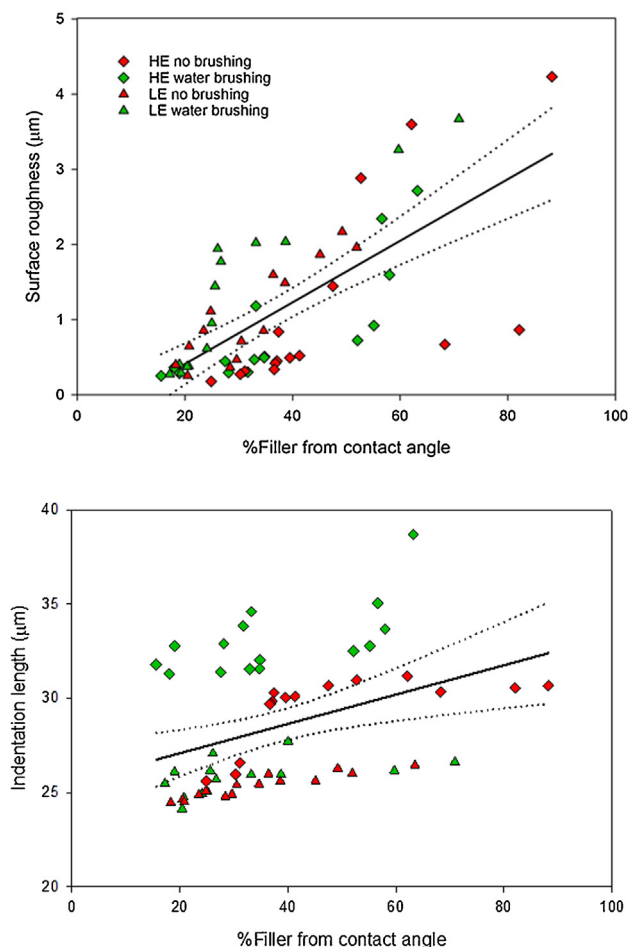 5
4
3
2
1
0
Surface roughness (μm)
HE no brushing
HE water brushing
LE no brushing
LE water brushing
0 20 40 60 80 100
%Filler from contact angle
40
35
30
25
20
Indentation length (μm)
0 20 40 60 80 100
%Filler from contact angle